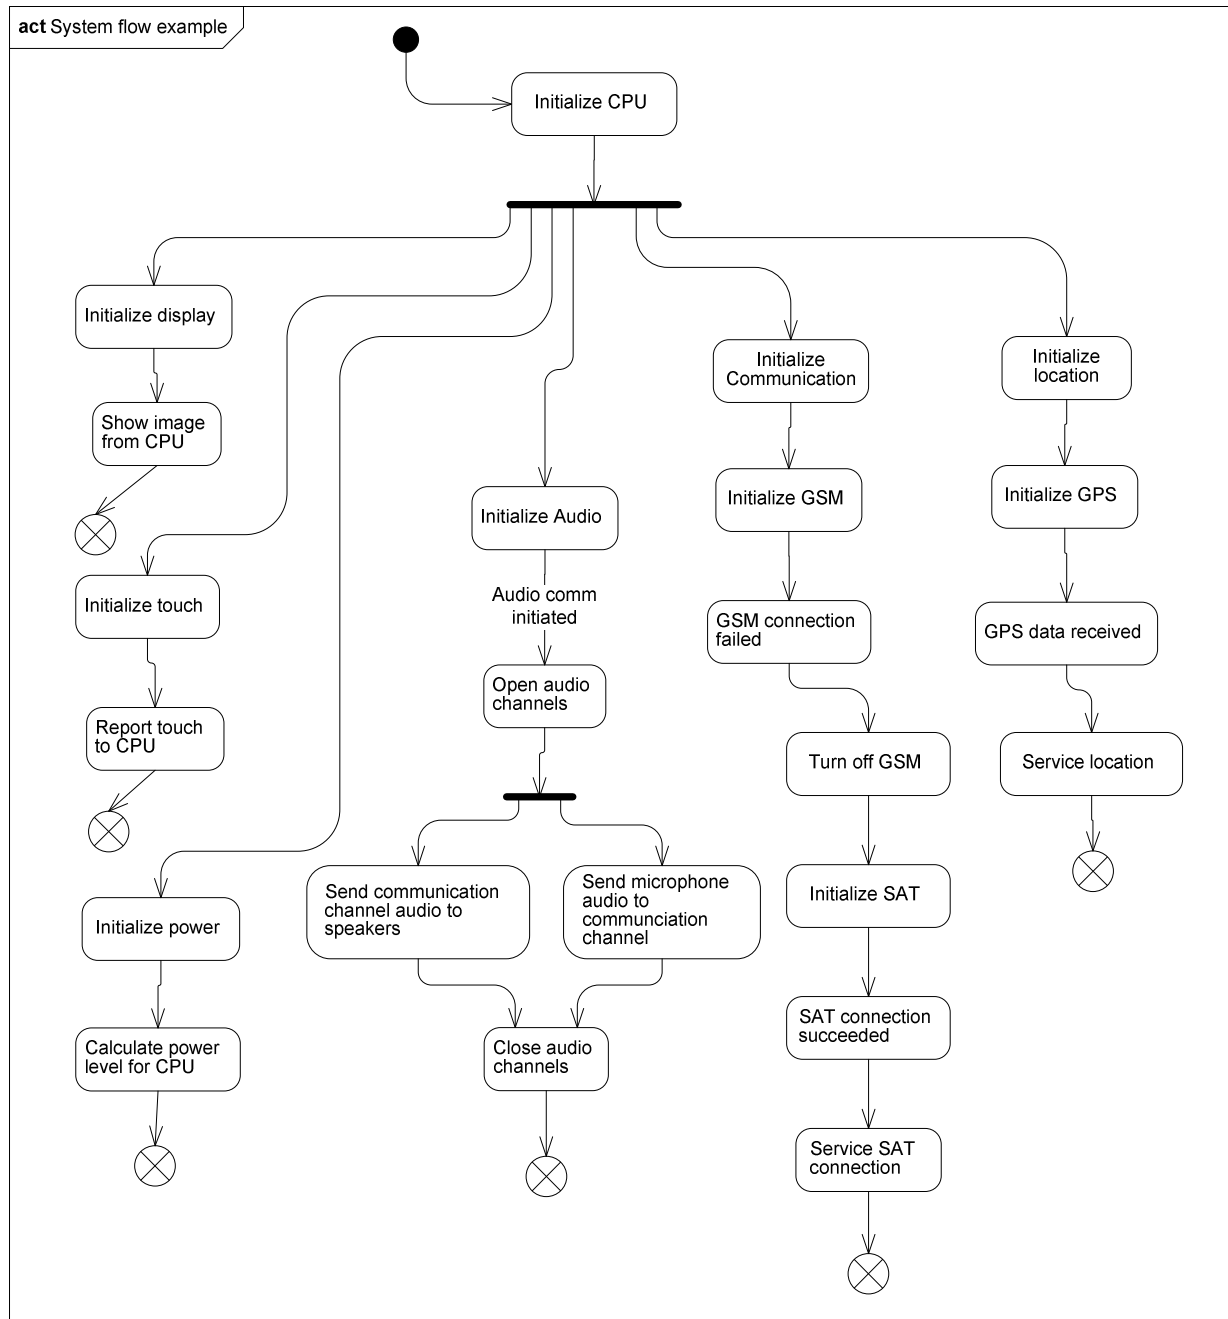 act System flow example
Initialize CPU
Initialize display
Show image
from CPU
Initialize touch
Report touch
to CPU
Initialize power
Calculate power
level for CPU
Initialize Audio
Audio comm
initiated
Open audio
channels
Send communication
channel audio to
speakers
Send microphone
audio to
communciation
channel
Close audio
channels
Initialize
Communication
Initialize GSM
GSM connection
failed
Turn off GSM
Initialize SAT
SAT connection
succeeded
Service SAT
connection
Initialize
location
Initialize GPS
GPS data received
Service location